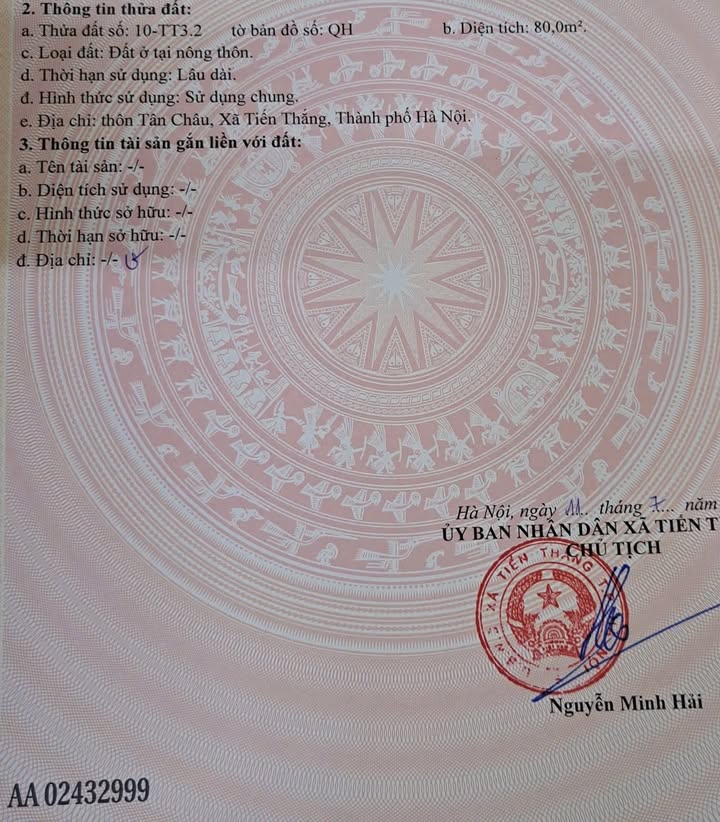 2. Thông tin thửa đất:
a. Thửa đất số: 10-TT3.2 tờ bản đồ số: QH b. Diện tích: 80,0m².
c. Loại đất: Đất ở tại nông thôn.
d. Thời hạn sử dụng: Lâu dài.
đ. Hình thức sử dụng: Sử dụng chung.
e. Địa chỉ: thôn Tân Châu, Xã Tiến Thắng, Thành phố Hà Nội.
3. Thông tin tài sản gắn liền với đất:
a. Tên tài sản: -/-
b. Diện tích sử dụng: -/-
c. Hình thức sở hữu: -/-
d. Thời hạn sở hữu: -/-
đ. Địa chỉ: -/-
Hà Nội, ngày 11.. tháng 7... năm
ỦY BAN NHÂN DÂN XÃ TIẾN T
CHỦ TỊCH
XÃ TIẾN THẮNG
Nguyễn Minh Hải
AA 02432999